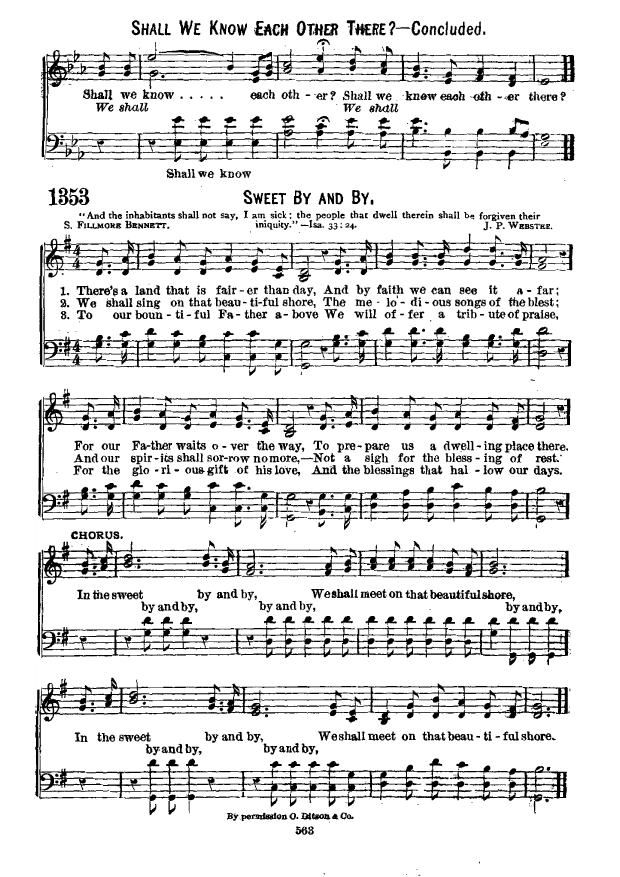 SHALL WE KNOW EACH OTHER THERE?—Concluded.
Shall we know . . . . . each oth - er? Shall we know each oth - er there?
We shall We shall
Shall we know
1353 SWEET BY AND BY.
"And the inhabitants shall not say, I am sick: the people that dwell therein shall be forgiven their
S. FILLMORE BENNETT. iniquity."—Isa. 33:24. J. P. WEBSTER.
1. There's a land that is fair - er than day, And by faith we can see it a - far;
2. We shall sing on that beau - ti - ful shore, The me - lo - di - ous songs of the blest;
3. To our boun - ti - ful Fa - ther a - bove We will of - fer a trib - ute of praise,
For our Fa - ther waits o - ver the way, To pre - pare us a dwell - ing place there.
And our spir - its shall sor - row no more,—Not a sigh for the bless - ing of rest.
For the glo - ri - ous gift of his love, And the blessings that hal - low our days.
CHORUS.
In the sweet by and by, We shall meet on that beautiful shore,
by and by, by and by, by and by,
In the sweet by and by, We shall meet on that beau - ti - ful shore.
by and by, by and by,
By permission O. Ditson & Co.
563